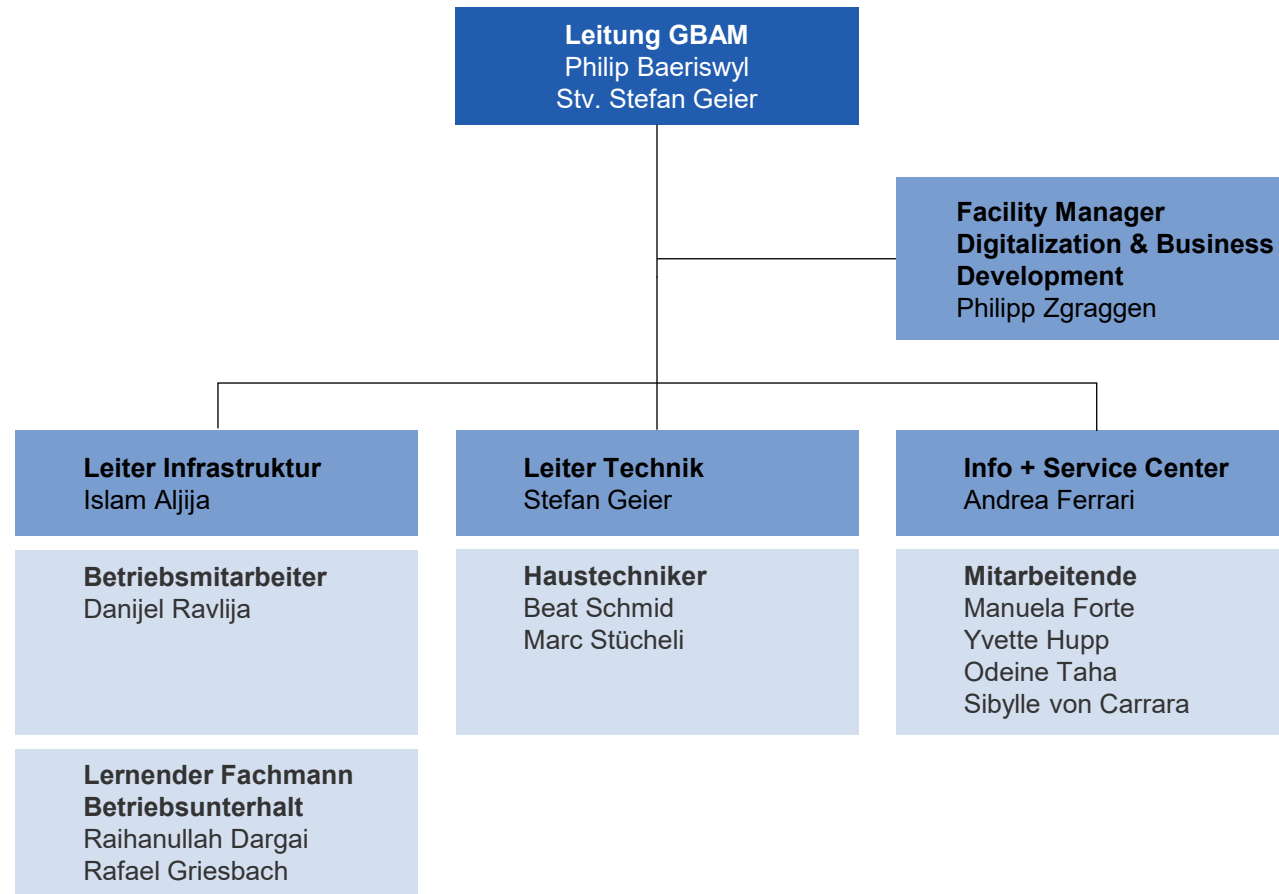 Leitung GBAM
Philip Baeriswyl
Stv. Stefan Geier
Facility Manager
Digitalization & Business
Development
Philipp Zgraggen
Leiter Infrastruktur
Islam Aljija
Betriebsmitarbeiter
Danijel Ravlija
Lernender Fachmann
Betriebsunterhalt
Raihanullah Dargai
Rafael Griesbach
Leiter Technik
Stefan Geier
Haustechniker
Beat Schmid
Marc Stücheli
Info + Service Center
Andrea Ferrari
Mitarbeitende
Manuela Forte
Yvette Hupp
Odeine Taha
Sibylle von Carrara